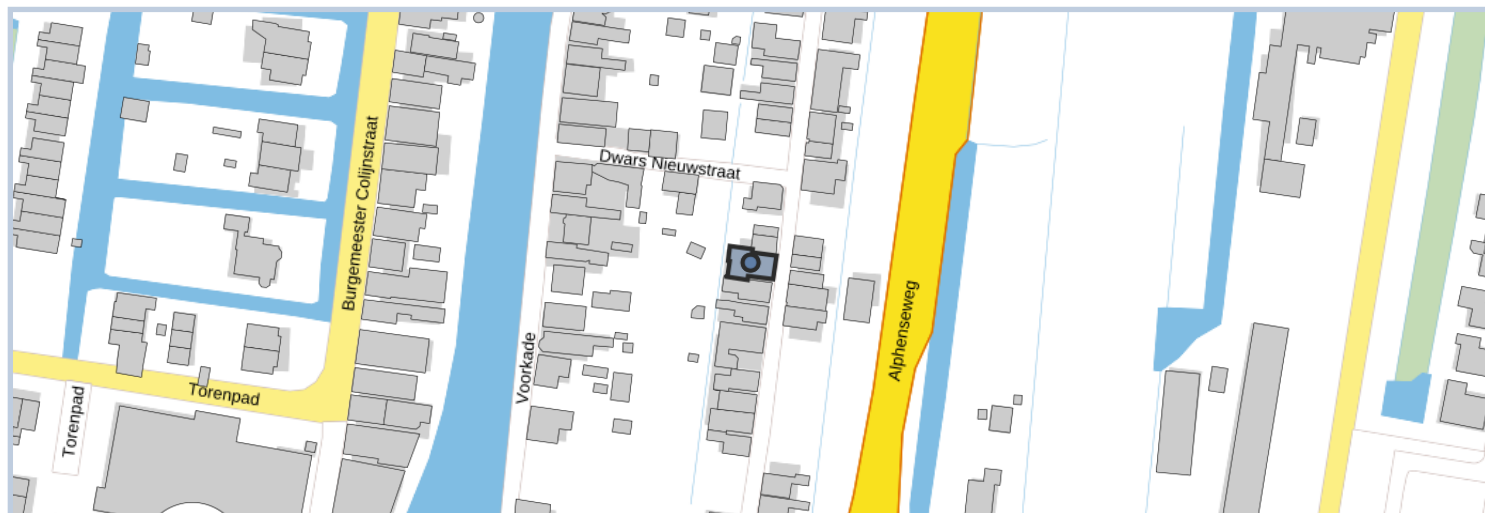 Dwars Nieuwstraat
Burgemeester Colijnstraat
Alphenseweg
Voorkade
Torenpad
Torenpad